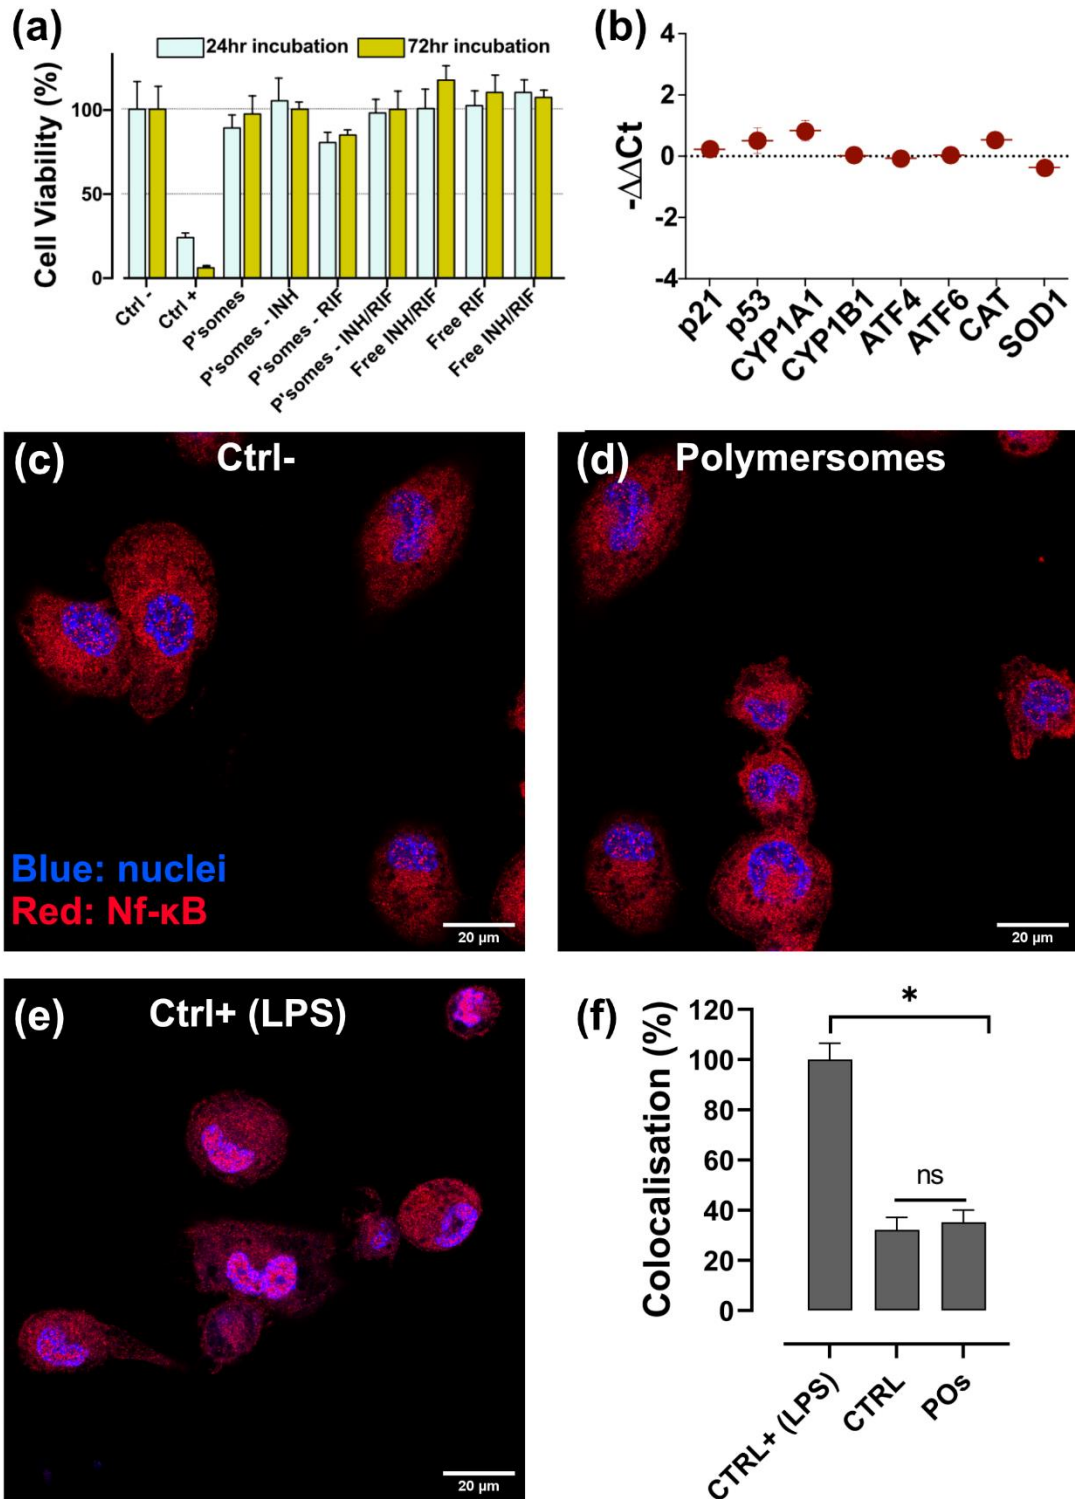 (a)
24hr incubation
72hr incubation
Cell Viability (%)
100
50
0
Ctrl -
Ctrl +
P'somes
P'somes - INH
P'somes - RIF
P'somes - INH/RIF
Free INH/RIF
Free RIF
Free INH/RIF
(b)
-ΔΔCt
4
2
0
-2
-4
p21
p53
CYP1A1
CYP1B1
ATF4
ATF6
CAT
SOD1
(c) Ctrl-
Blue: nuclei
Red: Nf-κB
20 µm
(d) Polymersomes
20 µm
(e) Ctrl+ (LPS)
20 µm
(f)
Colocalisation (%)
120
100
80
60
40
20
0
*
ns
CTRL+ (LPS)
CTRL
POs